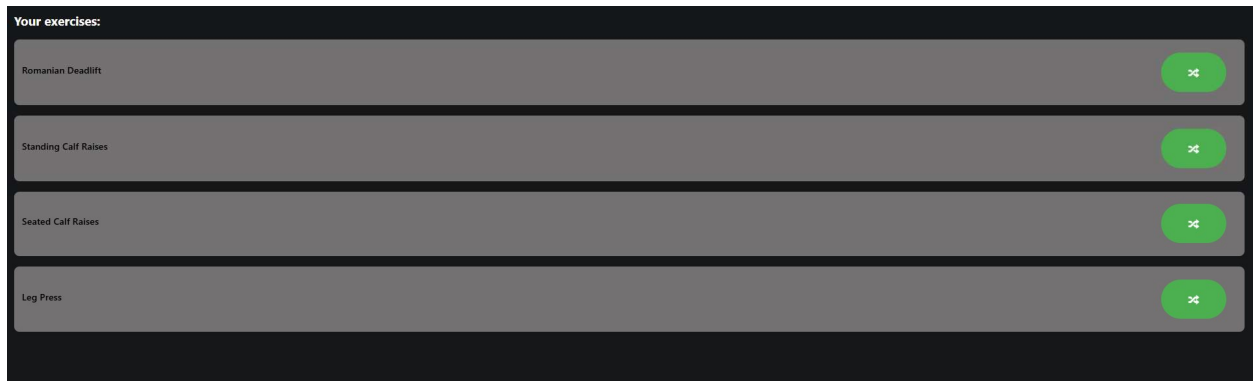 Your exercises:
Romanian Deadlift
Standing Calf Raises
Seated Calf Raises
Leg Press